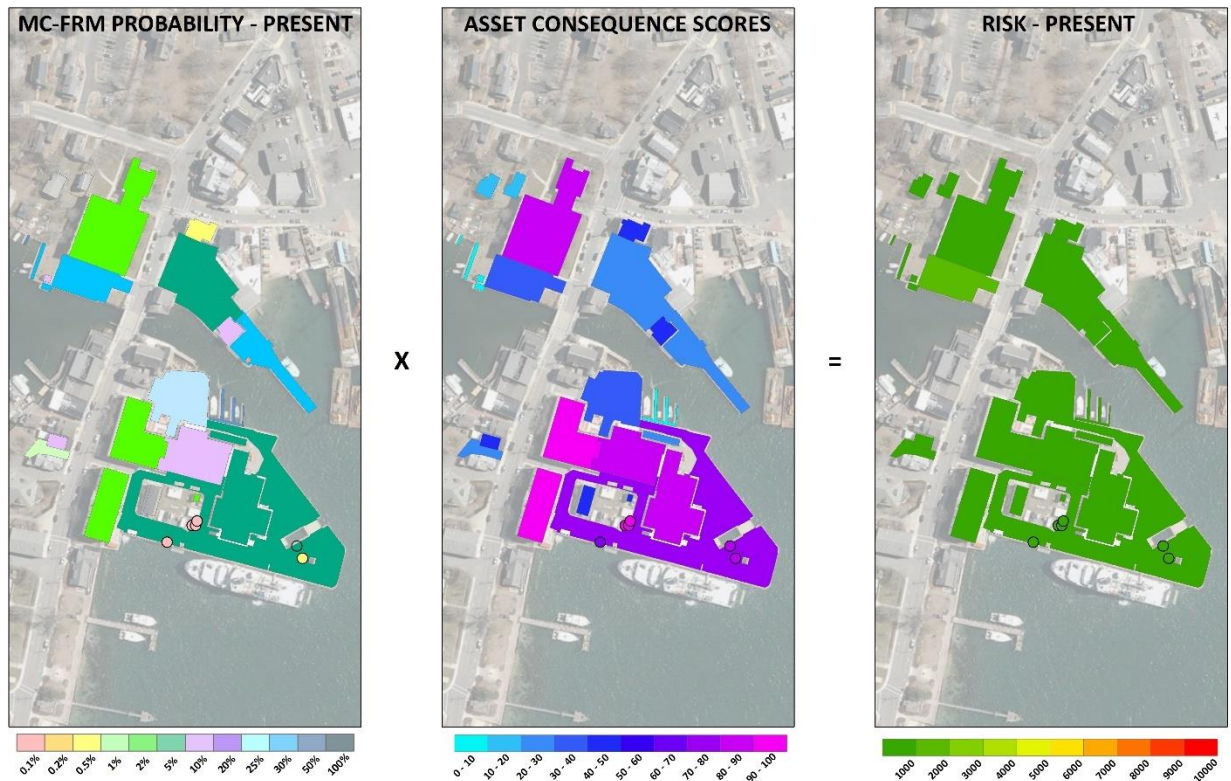 MC-FRM PROBABILITY - PRESENT
ASSET CONSEQUENCE SCORES
RISK - PRESENT
X
=
0.1%
0.2%
0.5%
1%
2%
5%
10%
20%
25%
30%
50%
100%
0 - 10
10 - 20
20 - 30
30 - 40
40 - 50
50 - 60
60 - 70
70 - 80
80 - 90
90 - 100
1000
2000
3000
4000
5000
6000
7000
8000
9000
10000